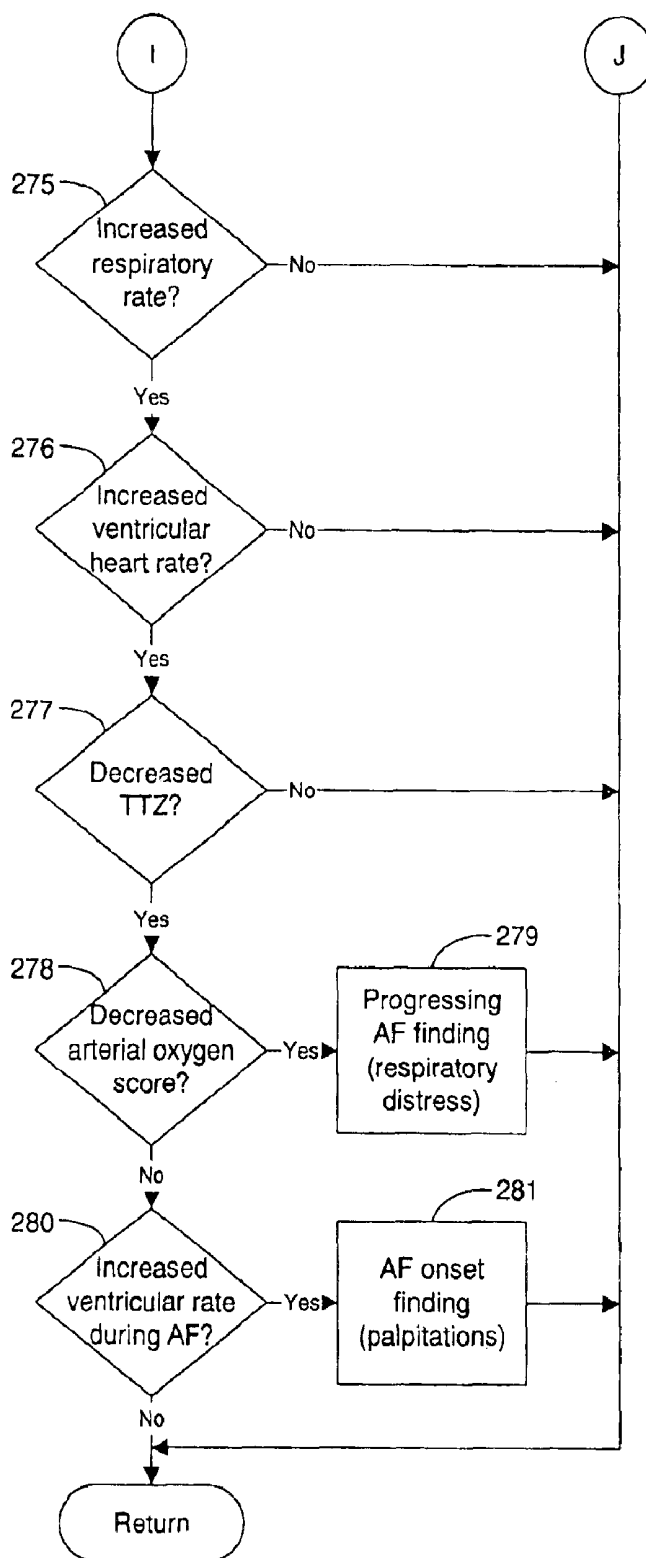 I
J
275
Increased
respiratory
rate?
No
Yes
276
Increased
ventricular
heart rate?
No
Yes
277
Decreased
TTZ?
No
Yes
278
Decreased
arterial oxygen
score?
Yes
279
Progressing
AF finding
(respiratory
distress)
No
280
Increased
ventricular rate
during AF?
Yes
281
AF onset
finding
(palpitations)
No
Return